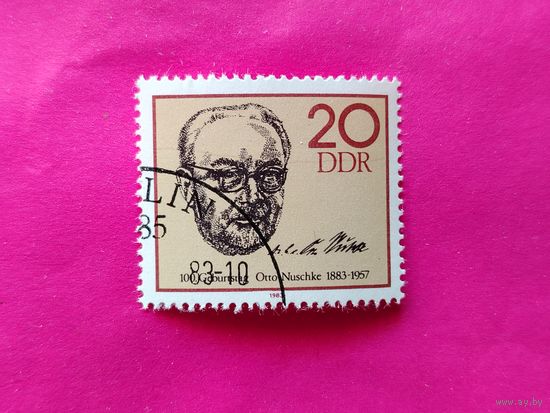 20
DDR
LIN
85
83-10
100. Geburtstag Otto Nuschke 1883-1957
www.ay.by